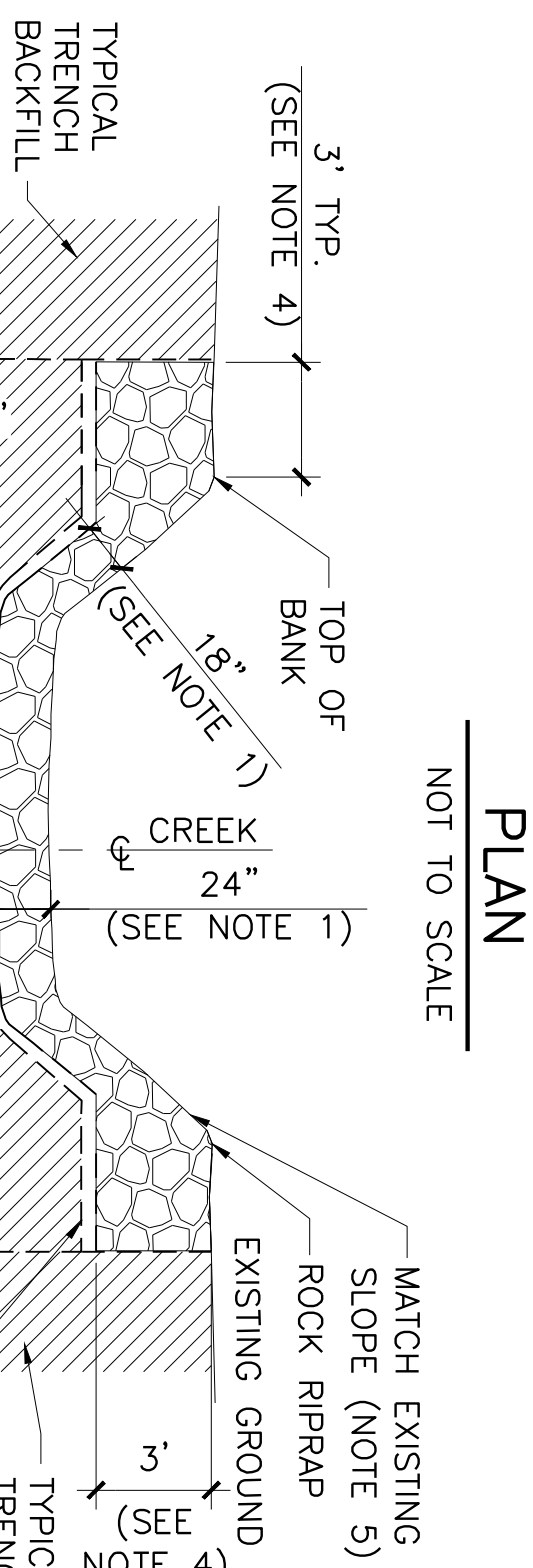 PLAN
NOT TO SCALE
3' TYP.
(SEE NOTE 4)
TYPICAL
TRENCH
BACKFILL
TOP OF
BANK
18"
(SEE NOTE 1)
℄ CREEK
24"
(SEE NOTE 1)
MATCH EXISTING
SLOPE (NOTE 5)
ROCK RIPRAP
EXISTING GROUND
3'
(SEE
NOTE 4)